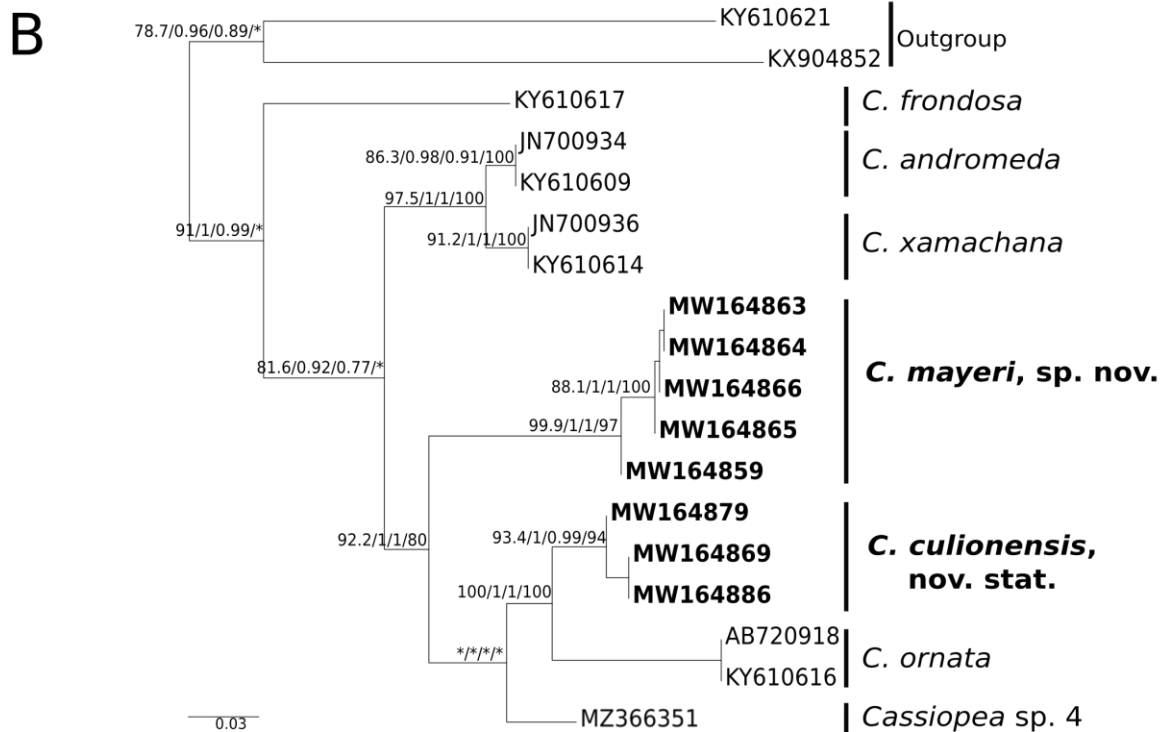 B
78.7/0.96/0.89/*
KY610621
KX904852
Outgroup
KY610617
C. frondosa
JN700934
86.3/0.98/0.91/100
KY610609
C. andromeda
97.5/1/1/100
JN700936
91.2/1/1/100
KY610614
C. xamachana
91/1/0.99/*
81.6/0.92/0.77/*
MW164863
MW164864
88.1/1/1/100
MW164866
MW164865
99.9/1/1/97
MW164859
C. mayeri, sp. nov.
92.2/1/1/80
MW164879
93.4/1/0.99/94
MW164869
MW164886
C. culionensis,
nov. stat.
100/1/1/100
AB720918
KY610616
C. ornata
*/*/*/*
MZ366351
Cassiopea sp. 4
0.03